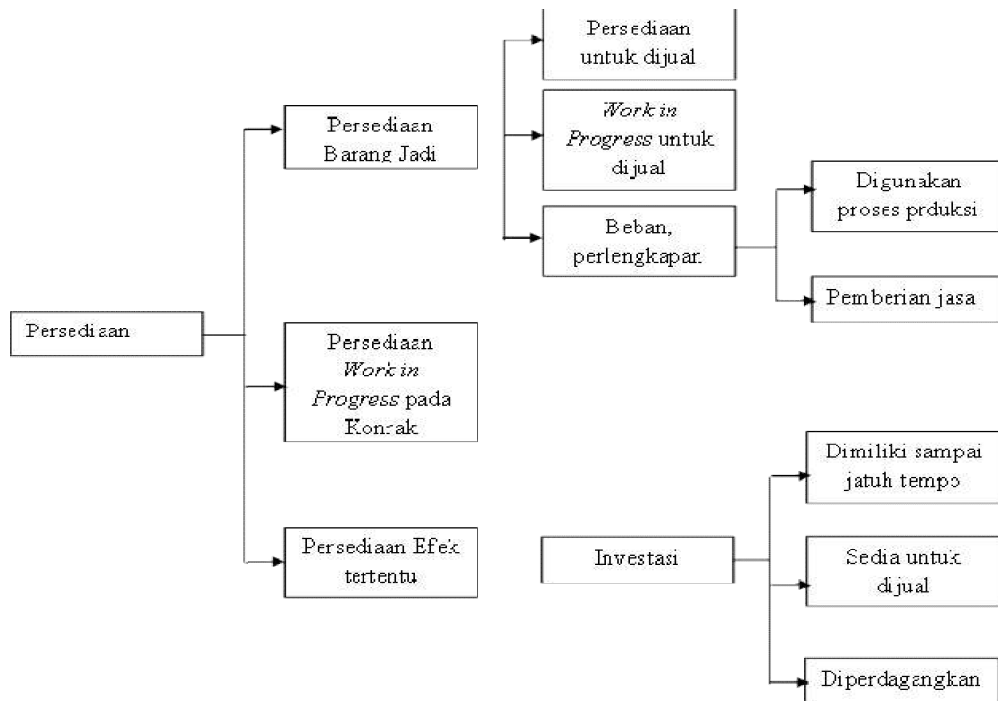 Persediaan
untuk dijual
Work in
Progress untuk
dijual
Persediaan
Barang Jadi
Digunakan
proses prduksi
Beban,
perlengkapan
Pemberian jasa
Persediaan
Persediaan
Work in
Progress pada
Konrak
Dimiliki sampai
jatuh tempo
Persediaan Efek
tertentu
Investasi
Sedia untuk
dijual
Diperdagangkan